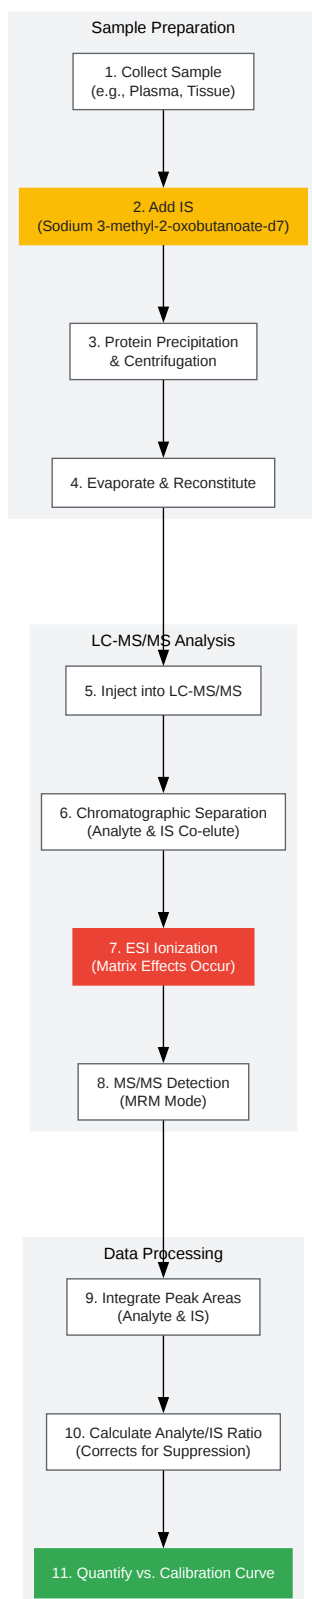 Sample Preparation
1. Collect Sample
(e.g., Plasma, Tissue)
2. Add IS
(Sodium 3-methyl-2-oxobutanoate-d7)
3. Protein Precipitation
& Centrifugation
4. Evaporate & Reconstitute
LC-MS/MS Analysis
5. Inject into LC-MS/MS
6. Chromatographic Separation
(Analyte & IS Co-elute)
7. ESI Ionization
(Matrix Effects Occur)
8. MS/MS Detection
(MRM Mode)
Data Processing
9. Integrate Peak Areas
(Analyte & IS)
10. Calculate Analyte/IS Ratio
(Corrects for Suppression)
11. Quantify vs. Calibration Curve